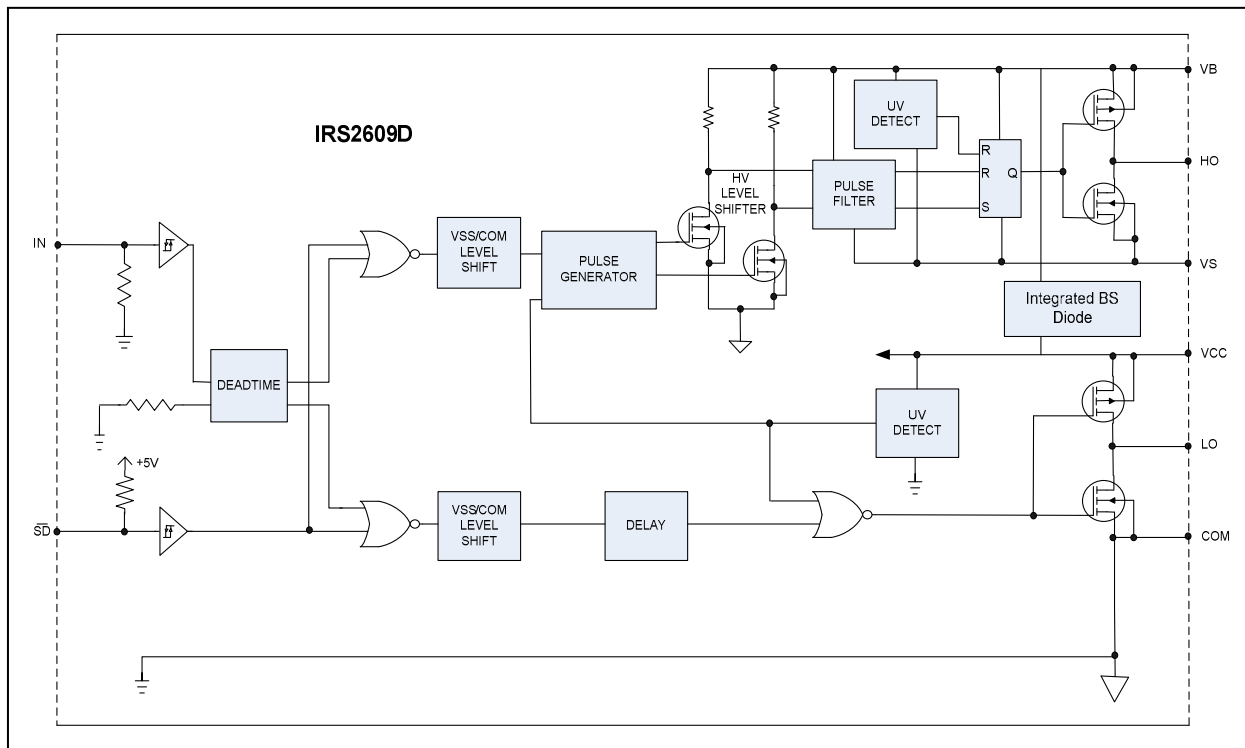 VB
UV
DETECT
IRS2609D
R
R
Q
S
HO
HV
LEVEL
SHIFTER
PULSE
FILTER
IN
VSS/COM
LEVEL
SHIFT
PULSE
GENERATOR
VS
Integrated BS
Diode
VCC
DEADTIME
UV
DETECT
LO
+5V
SD
VSS/COM
LEVEL
SHIFT
DELAY
COM